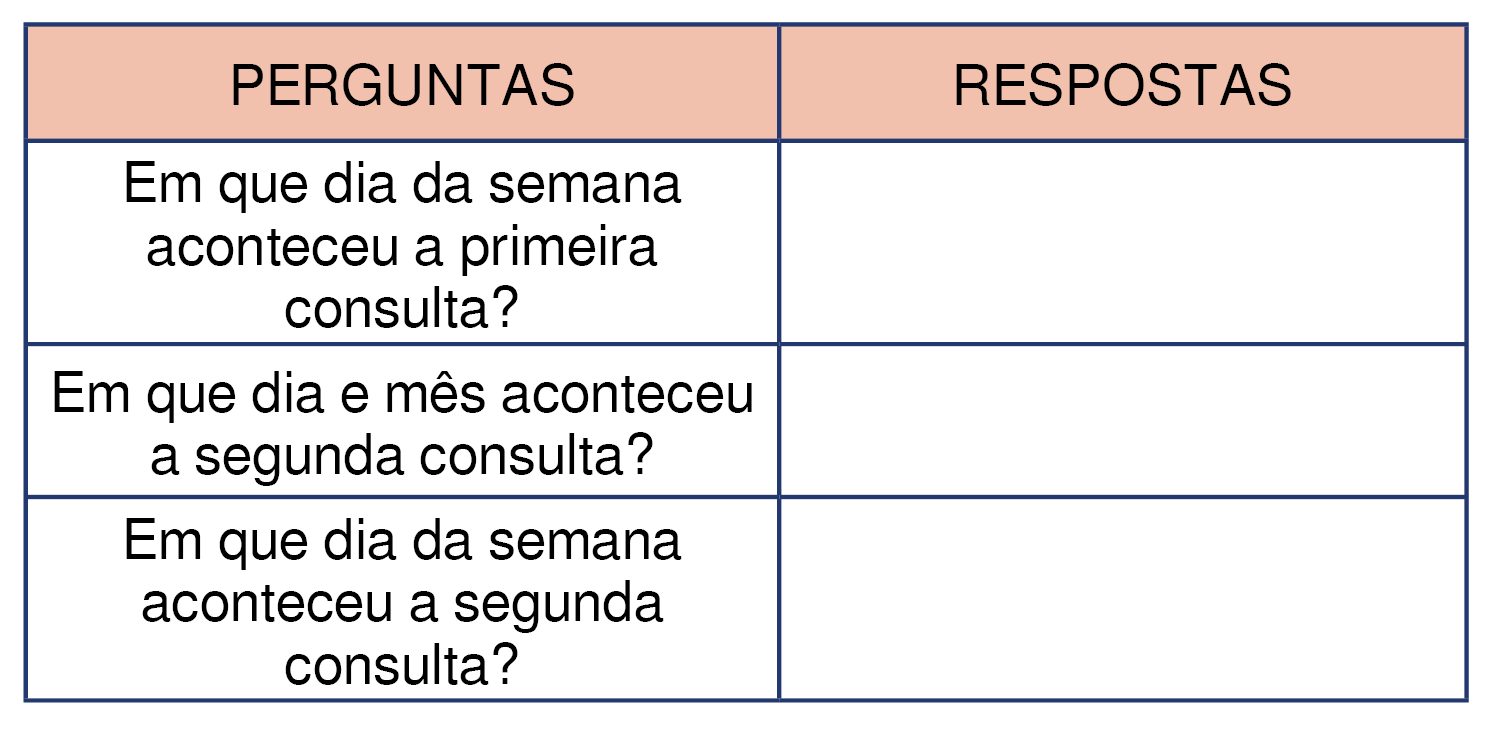 PERGUNTAS
RESPOSTAS
Em que dia da semana
aconteceu a primeira
consulta?
Em que dia e mês aconteceu
a segunda consulta?
Em que dia da semana
aconteceu a segunda
consulta?